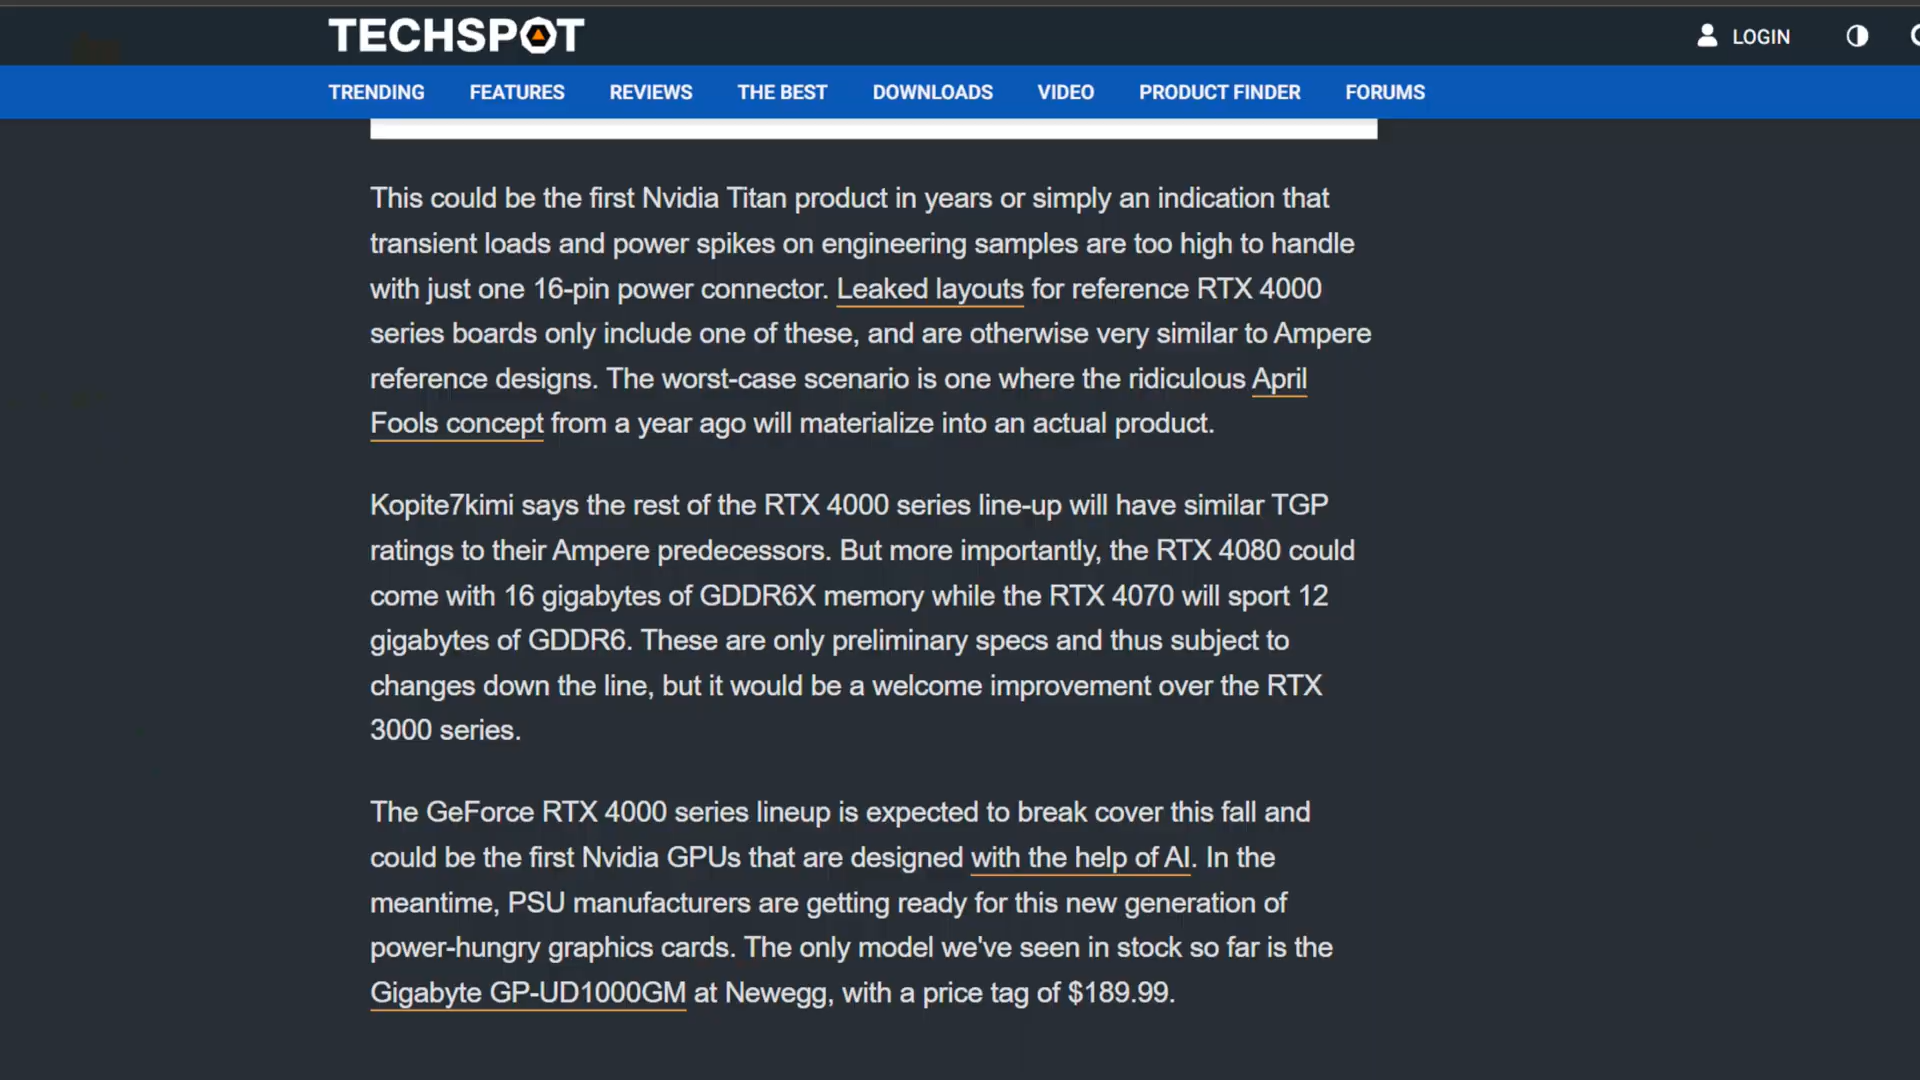 TECHSPOT
LOGIN
TRENDING FEATURES REVIEWS THE BEST DOWNLOADS VIDEO PRODUCT FINDER FORUMS
This could be the first Nvidia Titan product in years or simply an indication that
transient loads and power spikes on engineering samples are too high to handle
with just one 16-pin power connector. Leaked layouts for reference RTX 4000
series boards only include one of these, and are otherwise very similar to Ampere
reference designs. The worst-case scenario is one where the ridiculous April
Fools concept from a year ago will materialize into an actual product.
Kopite7kimi says the rest of the RTX 4000 series line-up will have similar TGP
ratings to their Ampere predecessors. But more importantly, the RTX 4080 could
come with 16 gigabytes of GDDR6X memory while the RTX 4070 will sport 12
gigabytes of GDDR6. These are only preliminary specs and thus subject to
changes down the line, but it would be a welcome improvement over the RTX
3000 series.
The GeForce RTX 4000 series lineup is expected to break cover this fall and
could be the first Nvidia GPUs that are designed with the help of AI. In the
meantime, PSU manufacturers are getting ready for this new generation of
power-hungry graphics cards. The only model we've seen in stock so far is the
Gigabyte GP-UD1000GM at Newegg, with a price tag of $189.99.